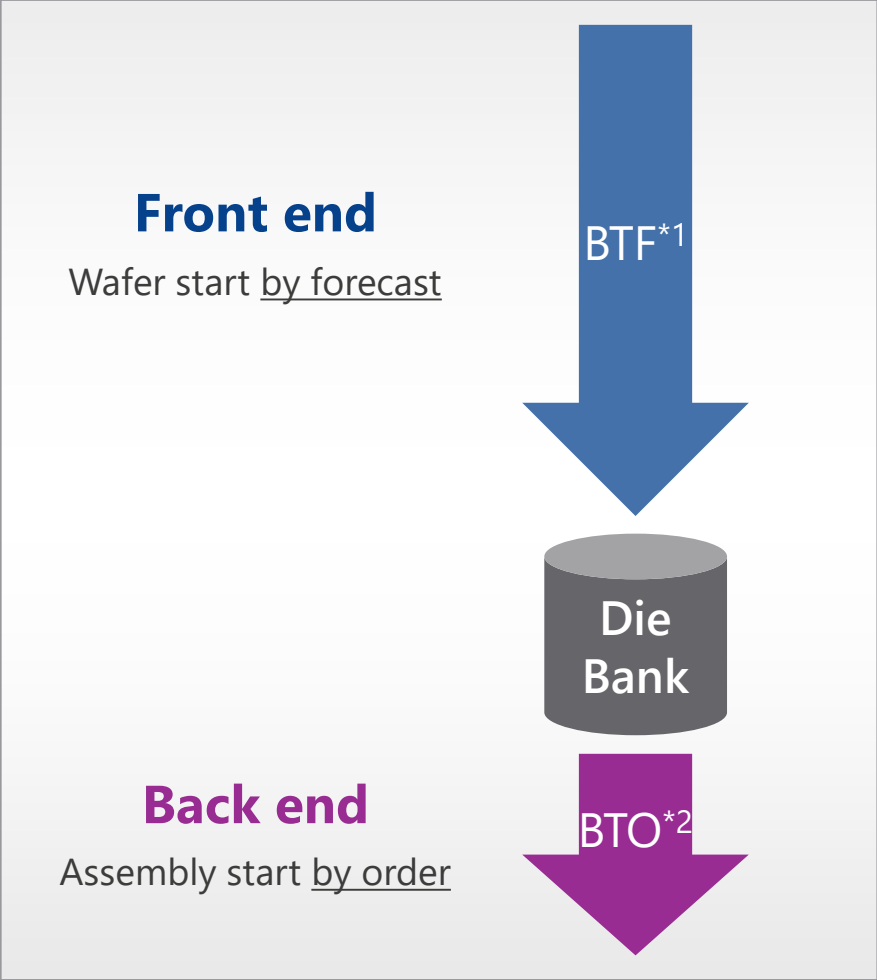 Front end
Wafer start by forecast
BTF*1
Die
Bank
Back end
Assembly start by order
BTO*2